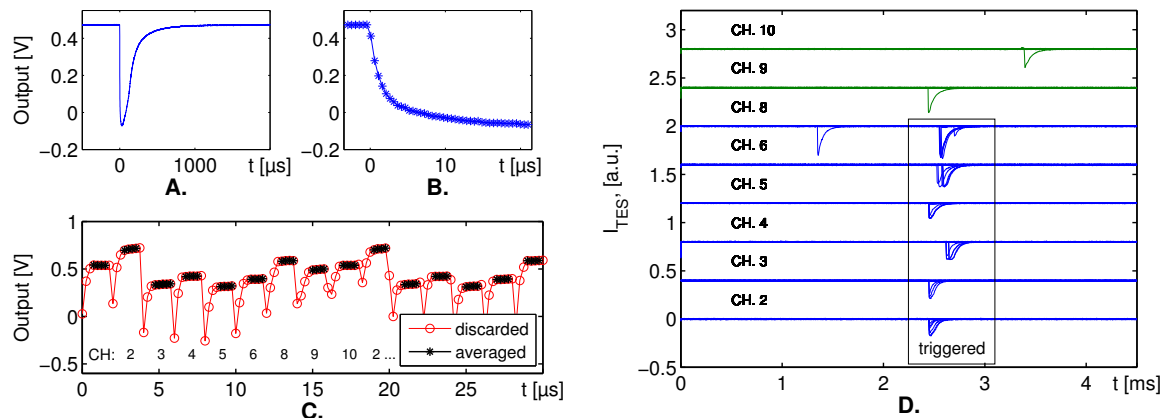 Output [V]
0.4
0.2
0
−0.2
0
1000
t [µs]
A.
0.4
0.2
0
−0.2
0
10
t [µs]
B.
Output [V]
1
0.5
0
−0.5
CH: 2 3 4 5 6 8 9 10 2 ...
discarded
averaged
0 5 10 15 20 25 t [µs]
C.
I_TES, [a.u.]
3
2.5
2
1.5
1
0.5
0
−0.5
CH. 10
CH. 9
CH. 8
CH. 6
CH. 5
CH. 4
CH. 3
CH. 2
triggered
0 1 2 3 4 t [ms]
D.